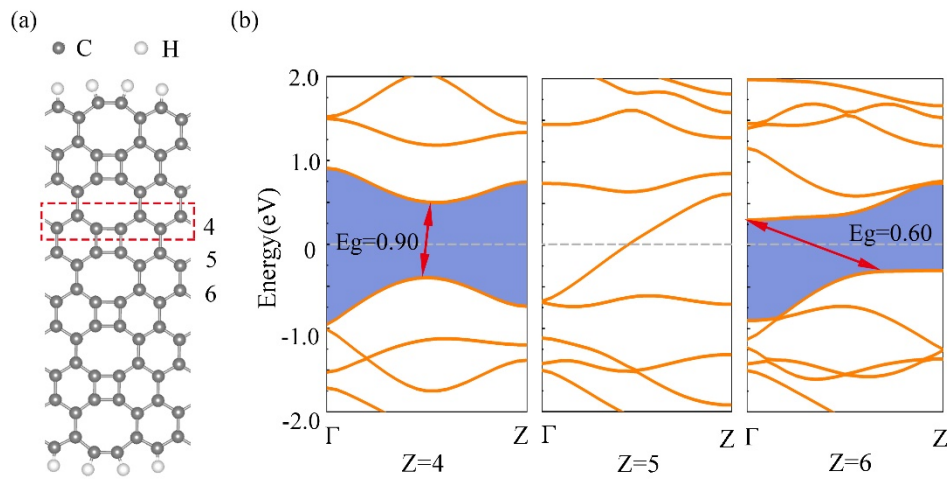 (a)
C H
4
5
6
(b)
Energy(eV)
2.0
1.0
0
-1.0
-2.0
Eg=0.90
Eg=0.60
Γ Z Γ Z Γ Z
Z=4 Z=5 Z=6